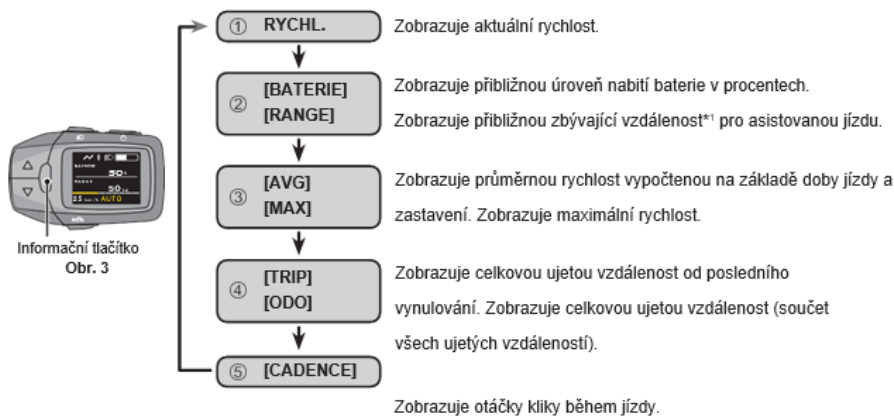 ① RYCHL.
Zobrazuje aktuální rychlost.
② [BATERIE]
[RANGE]
Zobrazuje přibližnou úroveň nabití baterie v procentech.
Zobrazuje přibližnou zbývající vzdálenost*¹ pro asistovanou jízdu.
③ [AVG]
[MAX]
Zobrazuje průměrnou rychlost vypočtenou na základě doby jízdy a
zastavení. Zobrazuje maximální rychlost.
Informační tlačítko
Obr. 3
④ [TRIP]
[ODO]
Zobrazuje celkovou ujetou vzdálenost od posledního
vynulování. Zobrazuje celkovou ujetou vzdálenost (součet
všech ujetých vzdáleností).
⑤ [CADENCE]
Zobrazuje otáčky kliky během jízdy.
50
50
AUTO